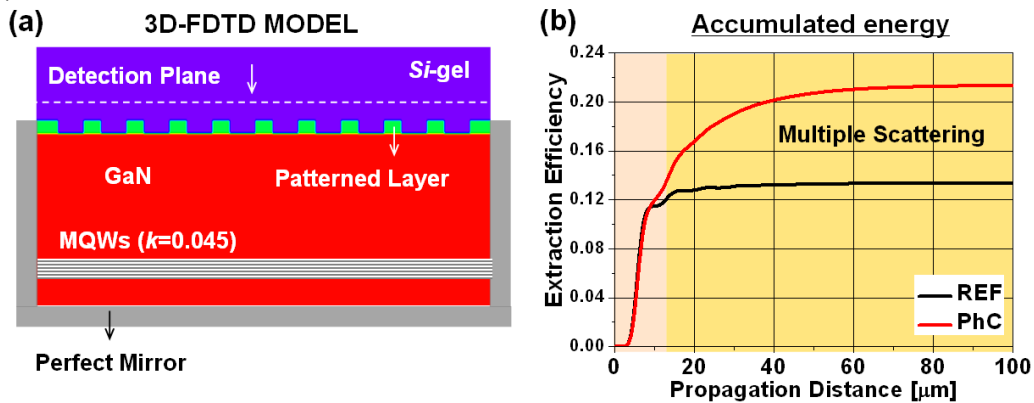 (a)
3D-FDTD MODEL
Detection Plane
Si-gel
GaN
Patterned Layer
MQWs (k=0.045)
Perfect Mirror
(b)
Accumulated energy
Extraction Efficiency
0.24
0.20
0.16
0.12
0.08
0.04
0.00
Multiple Scattering
REF
PhC
0 20 40 60 80 100
Propagation Distance [μm]